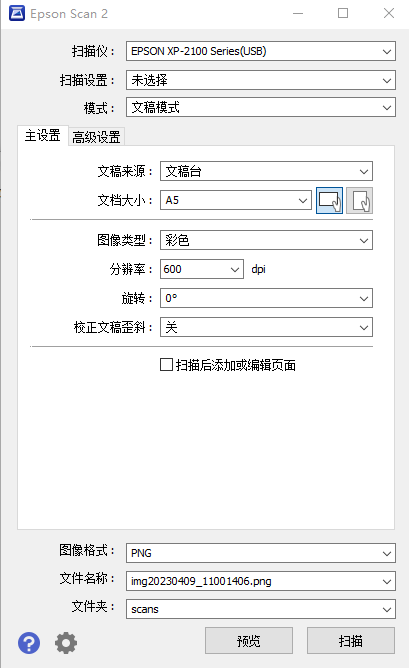 Epson Scan 2
扫描仪： EPSON XP-2100 Series(USB)
扫描设置： 未选择
模式： 文稿模式
主设置 高级设置
文稿来源： 文稿台
文档大小： A5
图像类型： 彩色
分辨率： 600 dpi
旋转： 0°
校正文稿歪斜： 关
扫描后添加或编辑页面
图像格式： PNG
文件名称： img20230409_11001406.png
文件夹： scans
? 预览 扫描